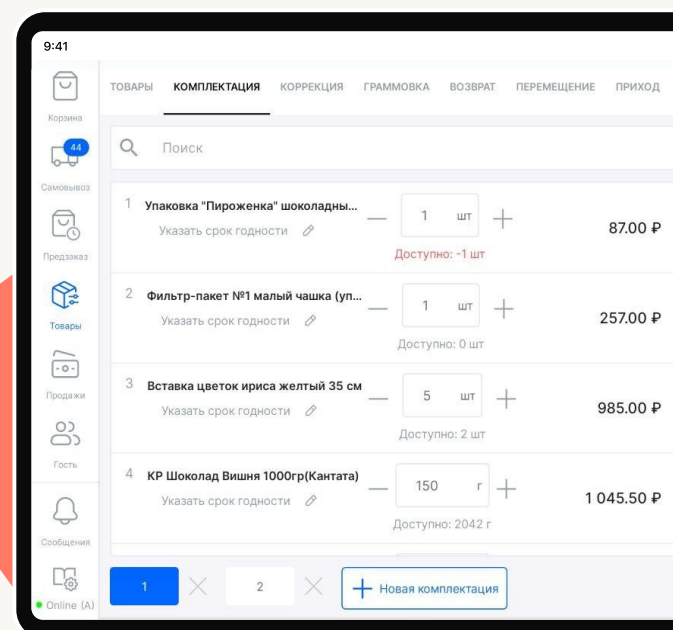 9:41
Корзина
44
Самовывоз
Предзаказ
Товары
Продажи
Гость
Сообщения
Online (A)
ТОВАРЫ КОМПЛЕКТАЦИЯ КОРРЕКЦИЯ ГРАММОВКА ВОЗВРАТ ПЕРЕМЕЩЕНИЕ ПРИХОД
Поиск
1 Упаковка "Пироженка" шоколадны... 1 шт 87.00 ₽
Указать срок годности
Доступно: -1 шт
2 Фильтр-пакет №1 малый чашка (уп... 1 шт 257.00 ₽
Указать срок годности
Доступно: 0 шт
3 Вставка цветок ириса желтый 35 см 5 шт 985.00 ₽
Указать срок годности
Доступно: 2 шт
4 КР Шоколад Вишня 1000гр(Кантата) 150 г 1 045.50 ₽
Указать срок годности
Доступно: 2042 г
1 2 Новая комплектация